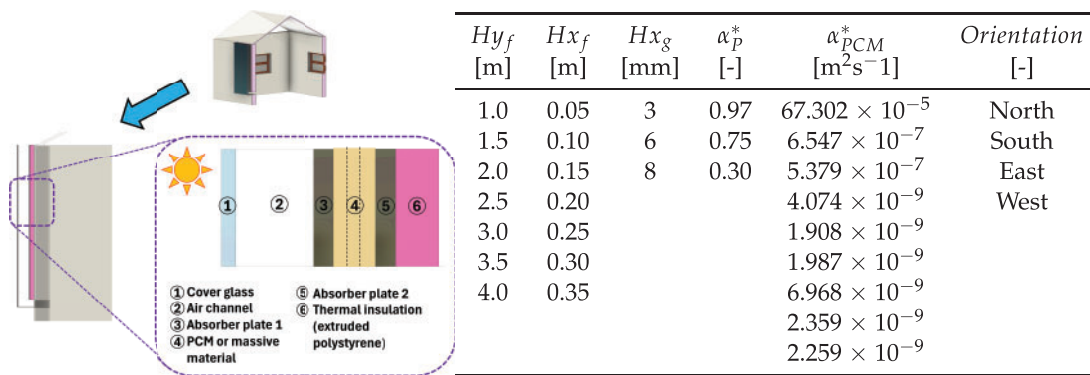 ① ② ③ ④ ⑤ ⑥
① Cover glass
② Air channel
③ Absorber plate 1
④ PCM or massive
material
⑤ Absorber plate 2
⑥ Thermal insulation
(extruded
polystyrene)
Hy_f Hx_f Hx_g α*_P α*_PCM Orientation
[m] [m] [mm] [-] [m²s−1] [-]
1.0 0.05 3 0.97 67.302 × 10⁻⁵ North
1.5 0.10 6 0.75 6.547 × 10⁻⁷ South
2.0 0.15 8 0.30 5.379 × 10⁻⁷ East
2.5 0.20 4.074 × 10⁻⁹ West
3.0 0.25 1.908 × 10⁻⁹
3.5 0.30 1.987 × 10⁻⁹
4.0 0.35 6.968 × 10⁻⁹
2.359 × 10⁻⁹
2.259 × 10⁻⁹